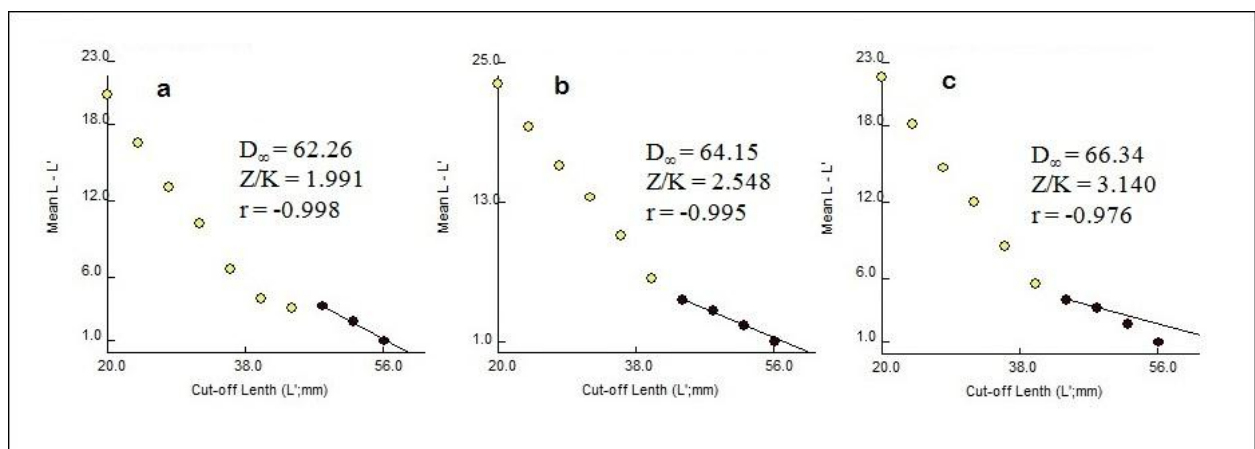 a
23.0
18.0
12.0
6.0
1.0
Mean L - L'
D∞ = 62.26
Z/K = 1.991
r = -0.998
20.0 38.0 56.0
Cut-off Lenth (L';mm)
b
25.0
13.0
1.0
Mean L - L'
D∞ = 64.15
Z/K = 2.548
r = -0.995
20.0 38.0 56.0
Cut-off Lenth (L';mm)
c
23.0
18.0
12.0
6.0
1.0
Mean L - L'
D∞ = 66.34
Z/K = 3.140
r = -0.976
20.0 38.0 56.0
Cut-off Lenth (L';mm)